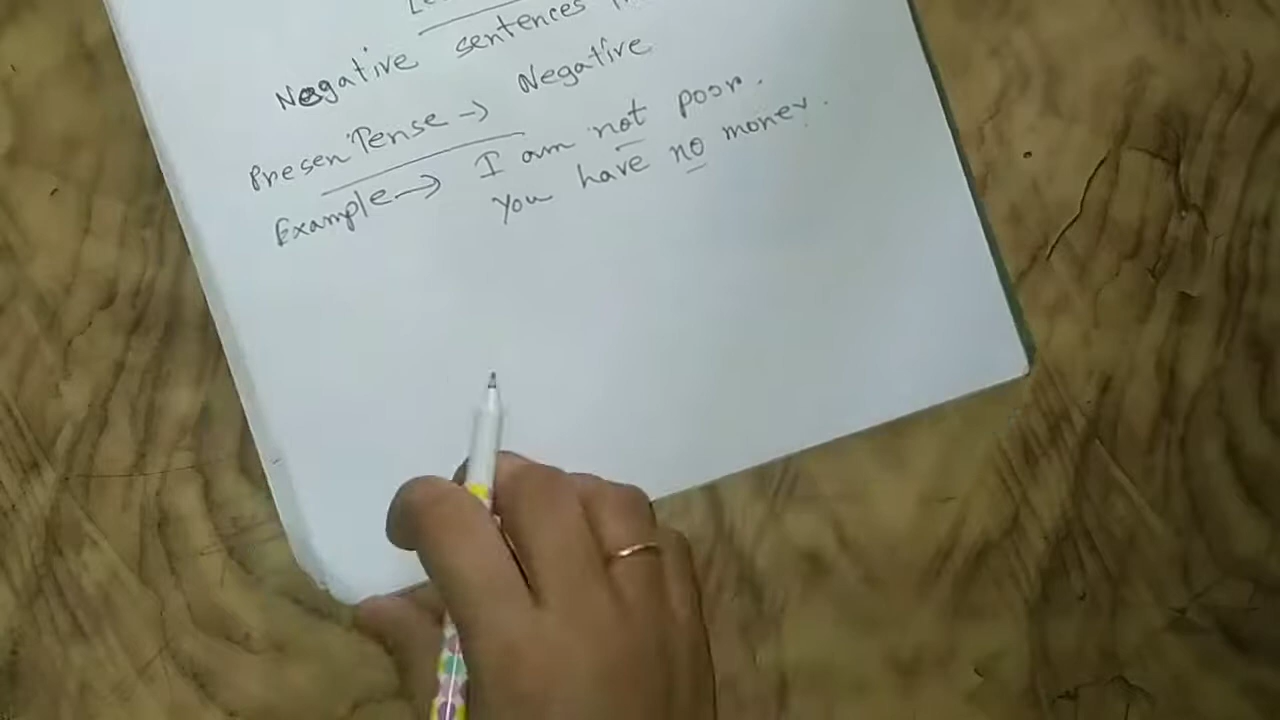 Negative sentences
Presen Tense → Negative
Example → I am not poor.
You have no money.